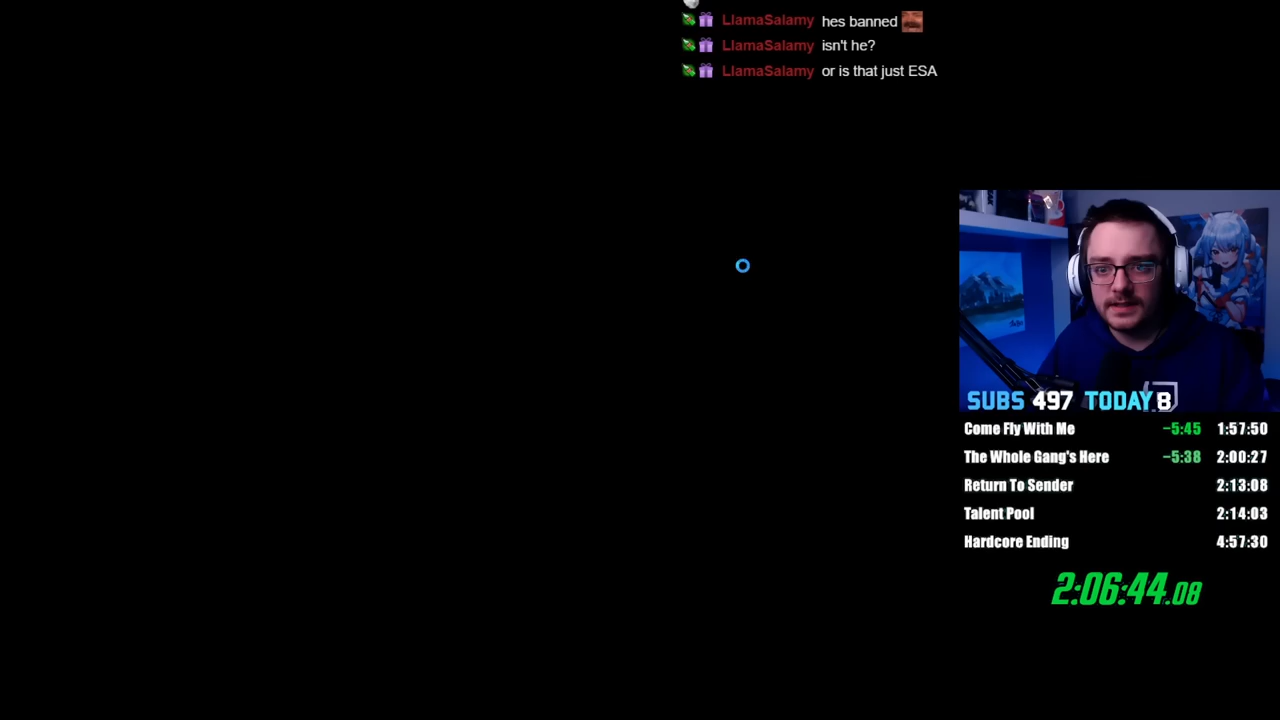 LlamaSalamy hes banned
LlamaSalamy isn't he?
LlamaSalamy or is that just ESA
SUBS 497 TODAY 8
Come Fly With Me -5:45 1:57:50
The Whole Gang's Here -5:38 2:00:27
Return To Sender 2:13:08
Talent Pool 2:14:03
Hardcore Ending 4:57:30
2:06:44.08